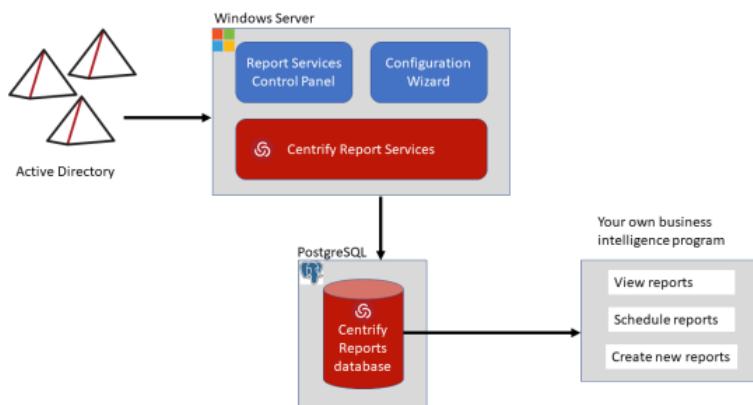 Windows Server
Report Services
Control Panel
Configuration
Wizard
Centrify Report Services
Active Directory
PostgreSQL
Centrify
Reports
database
Your own business
intelligence program
View reports
Schedule reports
Create new reports